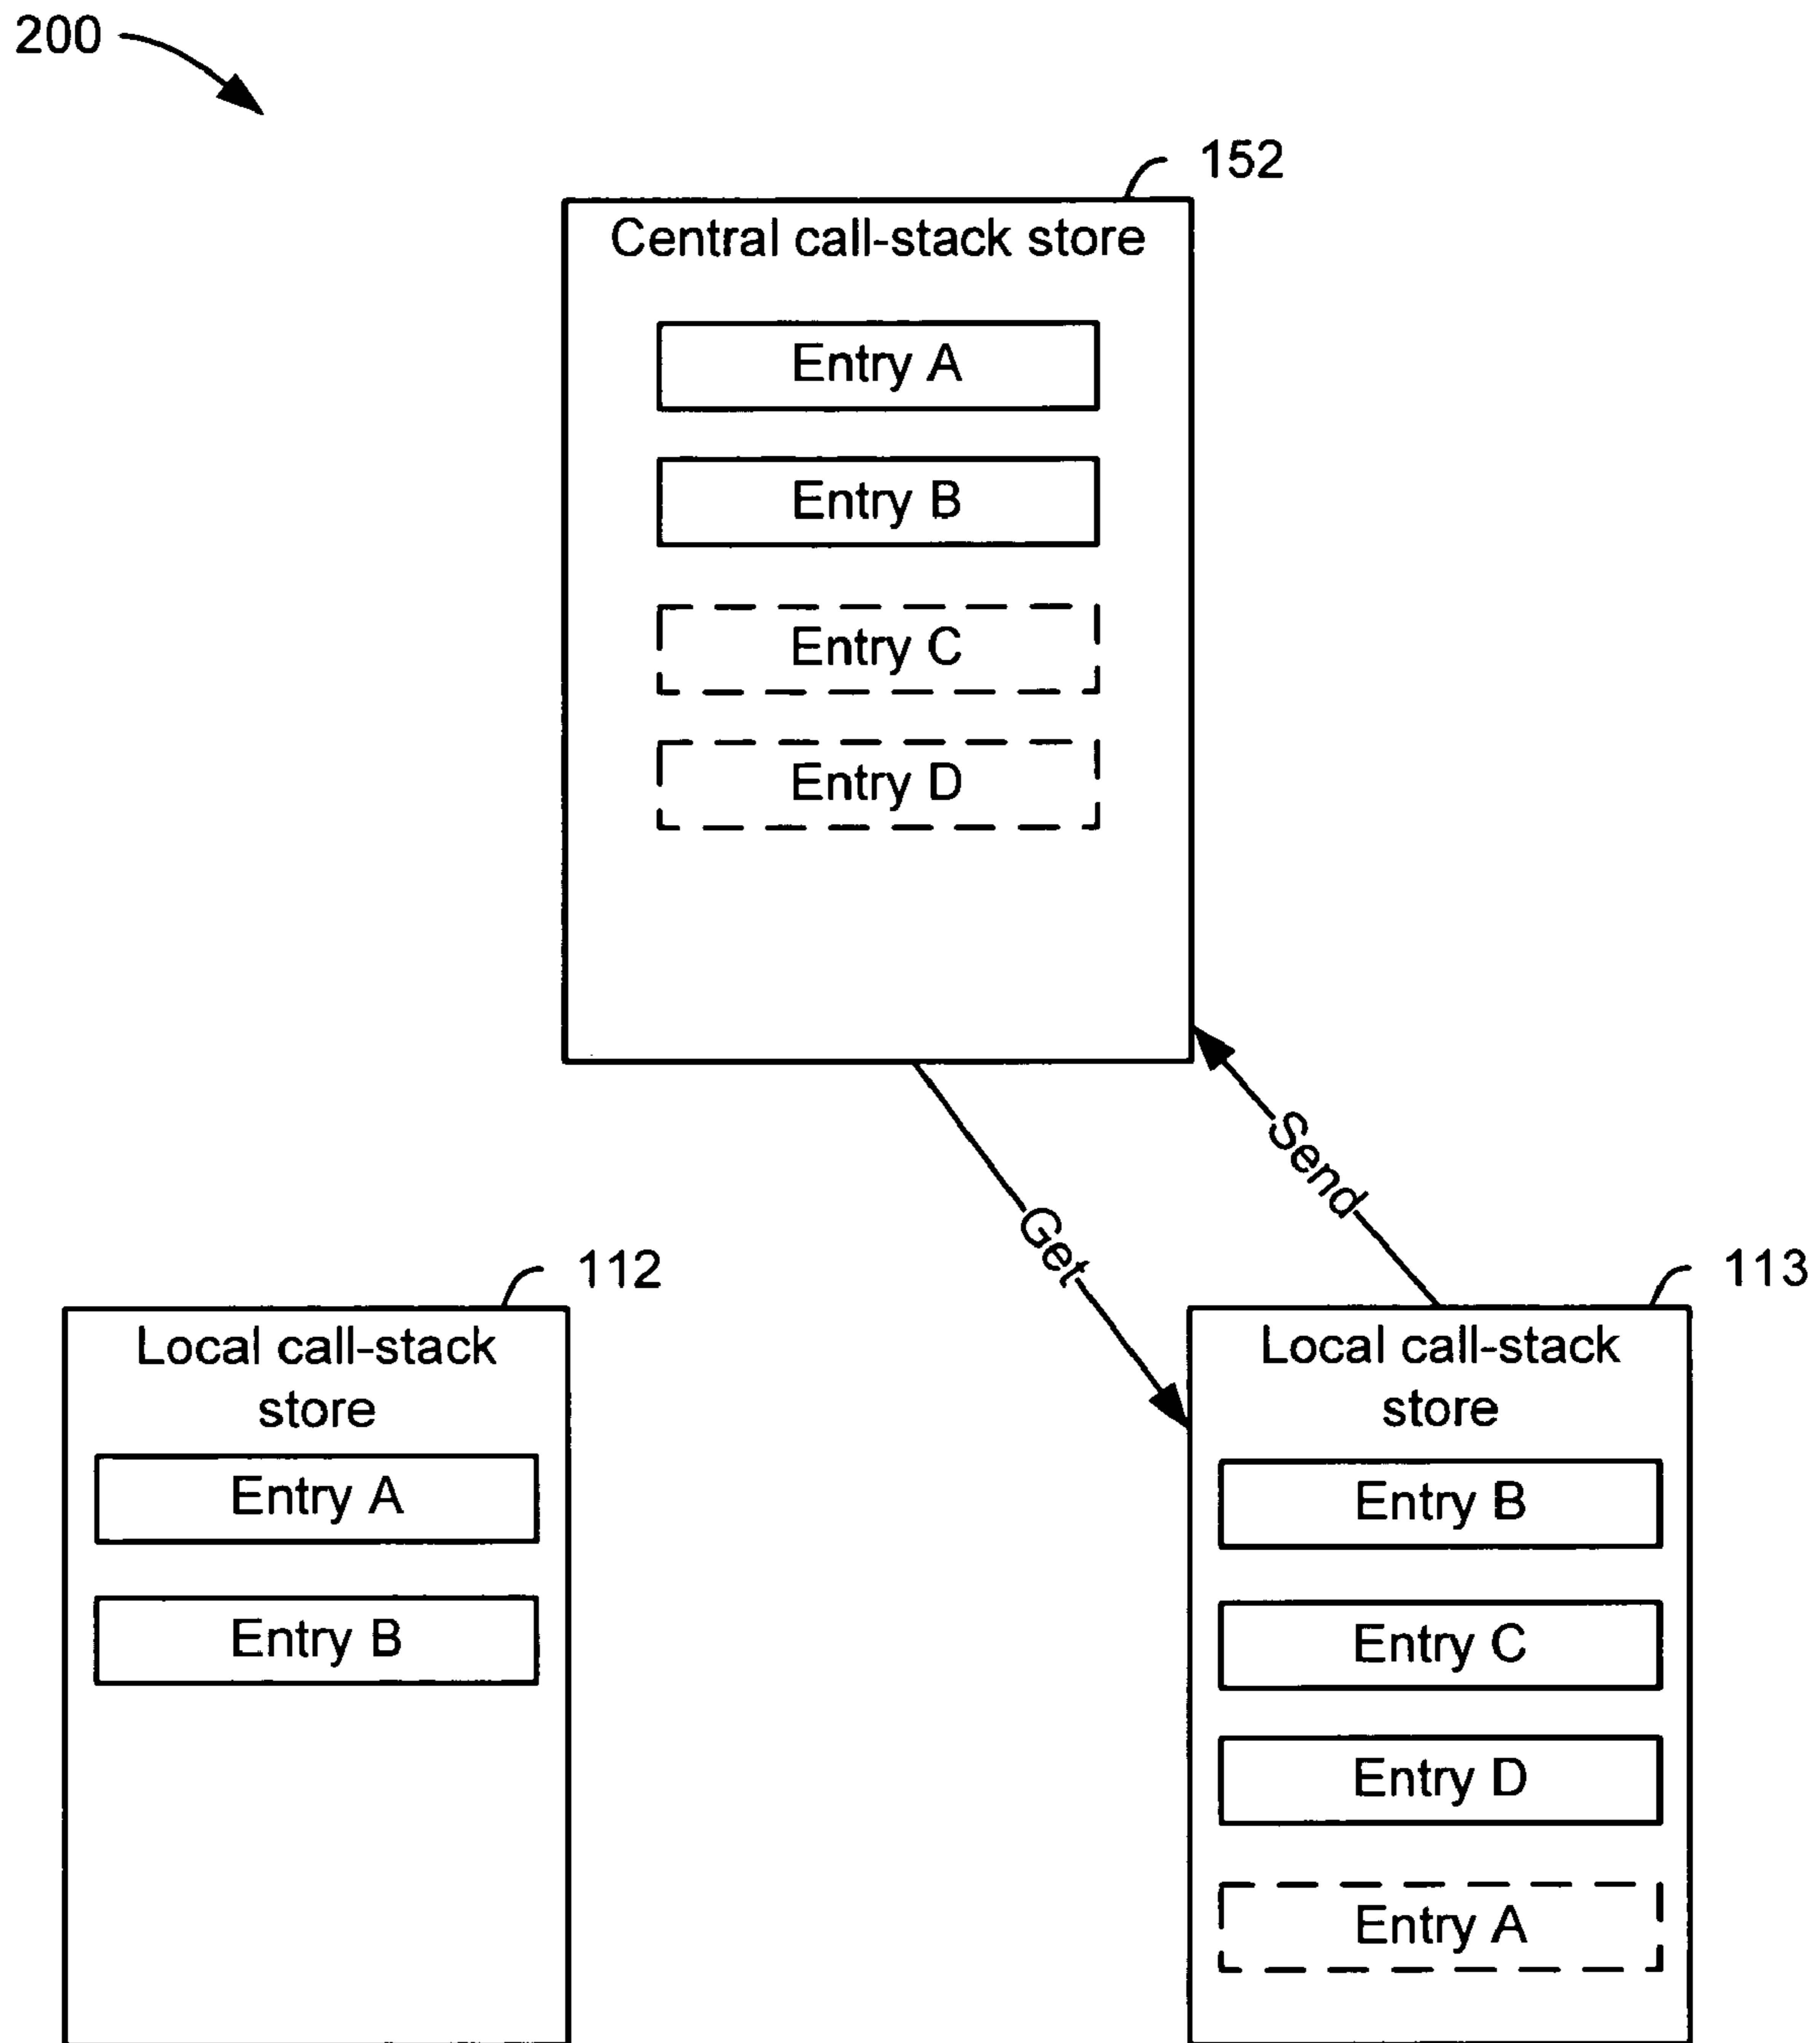 200
152
Central call-stack store
Entry A
Entry B
Entry C
Entry D
Send
Get
112
Local call-stack
store
Entry A
Entry B
113
Local call-stack
store
Entry B
Entry C
Entry D
Entry A